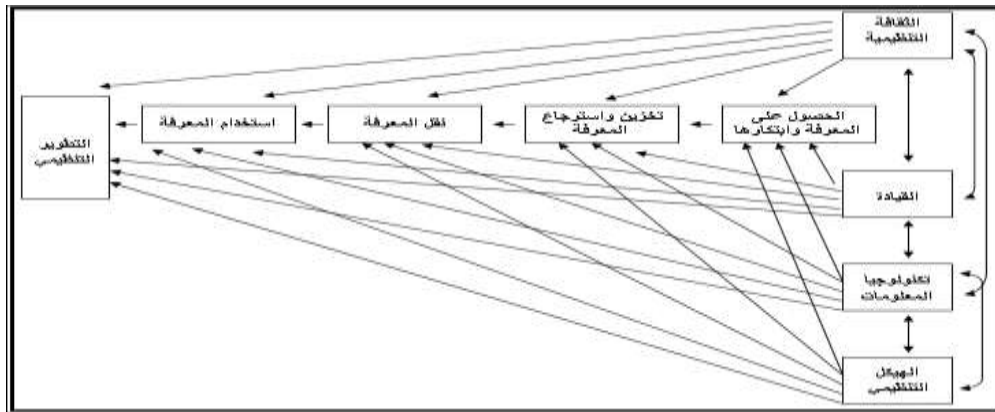 الثقافة
التنظيمية
الحصول على
المعرفة وابتكارها
تخزين واسترجاع
المعرفة
نقل المعرفة
استخدام المعرفة
التطوير
التنظيمي
القيادة
تكنولوجيا
المعلومات
الهيكل
التنظيمي